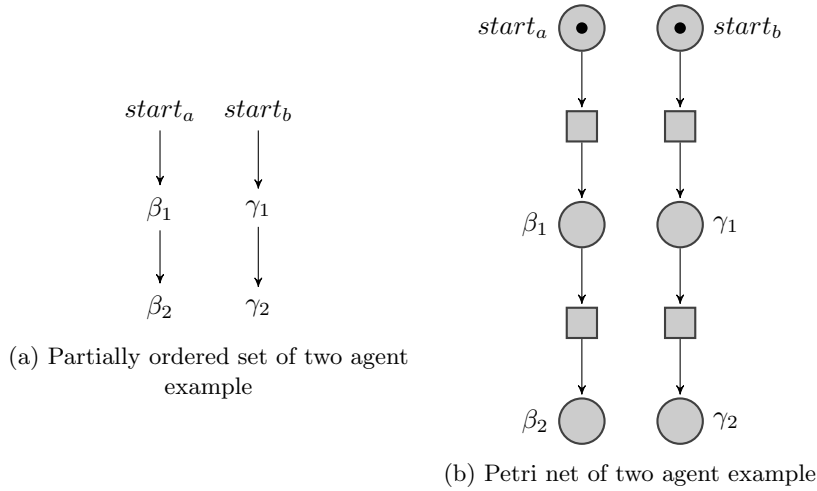 start_a start_b
β_1 γ_1
β_2 γ_2
(a) Partially ordered set of two agent
example
start_a start_b
β_1 γ_1
β_2 γ_2
(b) Petri net of two agent example